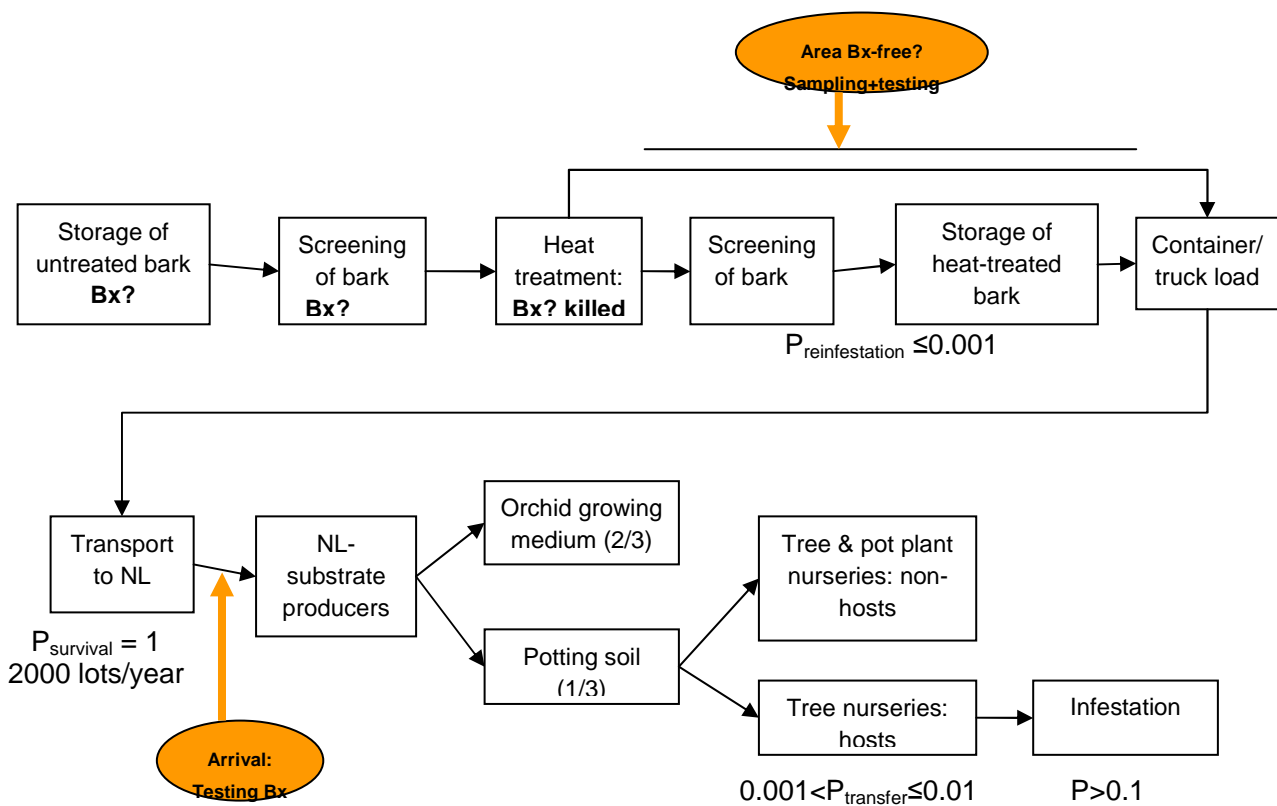 Area Bx-free?
Sampling+testing
Storage of
untreated bark
Bx?
Screening
of bark
Bx?
Heat
treatment:
Bx? killed
Screening
of bark
Storage of
heat-treated
bark
Container/
truck load
Preinfestation ≤0.001
Transport
to NL
NL-
substrate
producers
Orchid growing
medium (2/3)
Potting soil
(1/3)
Tree & pot plant
nurseries: non-
hosts
Tree nurseries:
hosts
Infestation
Psurvival = 1
2000 lots/year
Arrival:
Testing Bx
0.001<Ptransfer≤0.01
P>0.1